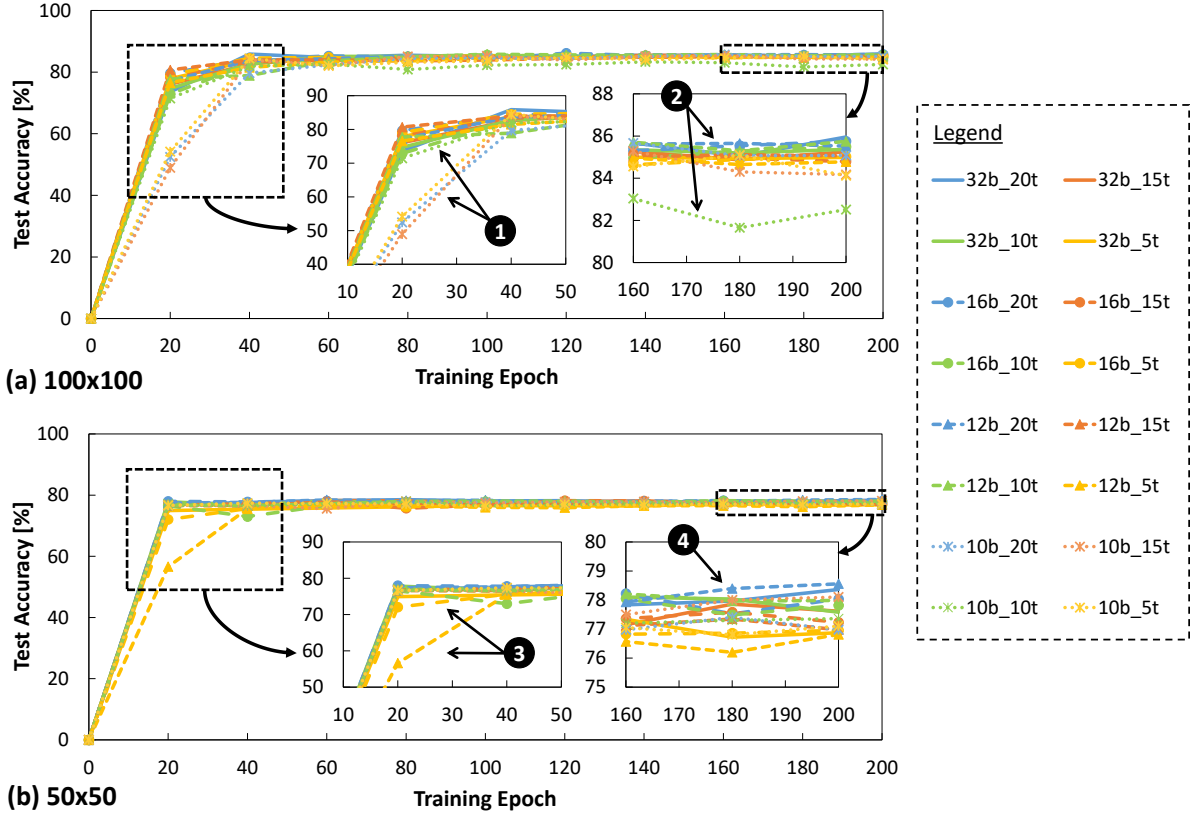 Test Accuracy [%]
100
80
60
40
20
0
90
80
70
60
50
40
10 20 30 40 50
1
88
86
84
82
80
160 170 180 190 200
2
0 20 40 60 80 100 120 140 160 180 200
Training Epoch
(a) 100x100
Test Accuracy [%]
100
80
60
40
20
0
90
80
70
60
50
10 20 30 40 50
3
80
79
78
77
76
75
160 170 180 190 200
4
0 20 40 60 80 100 120 140 160 180 200
Training Epoch
(b) 50x50
Legend
32b_20t 32b_15t
32b_10t 32b_5t
16b_20t 16b_15t
16b_10t 16b_5t
12b_20t 12b_15t
12b_10t 12b_5t
10b_20t 10b_15t
10b_10t 10b_5t